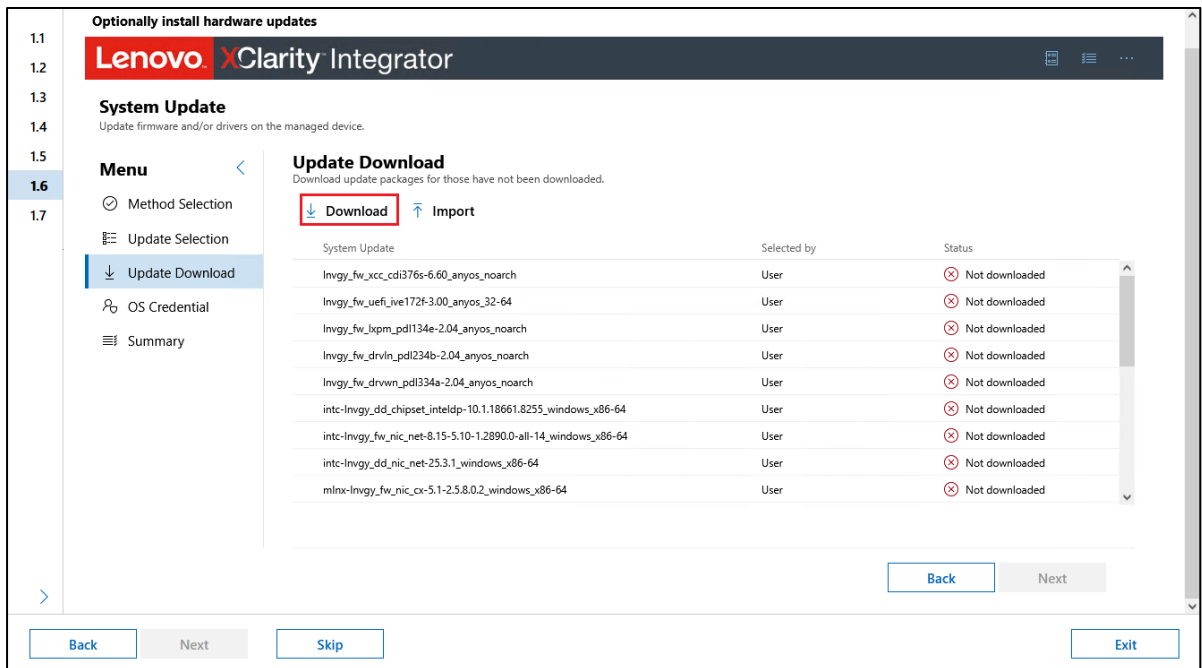 Optionally install hardware updates
1.1
1.2
1.3
1.4
1.5
1.6
1.7
Lenovo. XClarity Integrator
System Update
Update firmware and/or drivers on the managed device.
Menu
Method Selection
Update Selection
Update Download
OS Credential
Summary
Update Download
Download update packages for those have not been downloaded.
Download Import
System Update Selected by Status
lnvgy_fw_xcc_cdi376s-6.60_anyos_noarch User Not downloaded
lnvgy_fw_uefi_ive172f-3.00_anyos_32-64 User Not downloaded
lnvgy_fw_lxpm_pdl134e-2.04_anyos_noarch User Not downloaded
lnvgy_fw_drvln_pdl234b-2.04_anyos_noarch User Not downloaded
lnvgy_fw_drvwn_pdl334a-2.04_anyos_noarch User Not downloaded
intc-lnvgy_dd_chipset_inteldp-10.1.18661.8255_windows_x86-64 User Not downloaded
intc-lnvgy_fw_nic_net-8.15-5.10-1.2890.0-all-14_windows_x86-64 User Not downloaded
intc-lnvgy_dd_nic_net-25.3.1_windows_x86-64 User Not downloaded
mlnx-lnvgy_fw_nic_cx-5.1-2.5.8.0.2_windows_x86-64 User Not downloaded
Back Next
Back Next Skip Exit